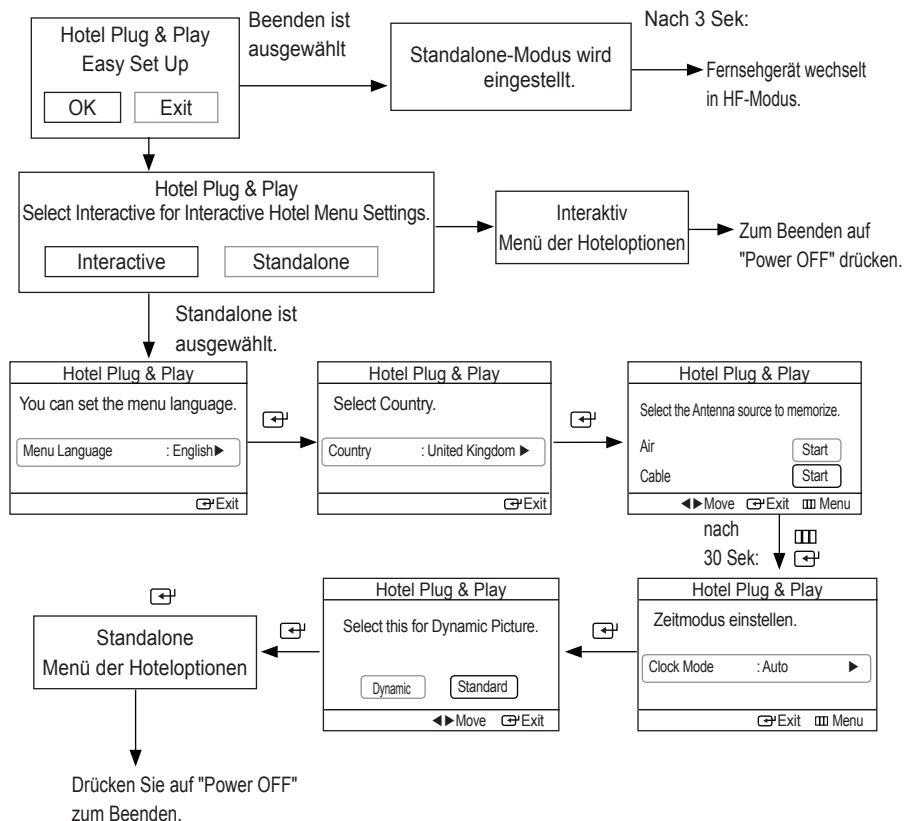 Hotel Plug & Play
Easy Set Up
OK Exit
Beenden ist
ausgewählt
Standalone-Modus wird
eingestellt.
Nach 3 Sek:
Fernsehgerät wechselt
in HF-Modus.
Hotel Plug & Play
Select Interactive for Interactive Hotel Menu Settings.
Interactive Standalone
Interaktiv
Menü der Hoteloptionen
Zum Beenden auf
"Power OFF" drücken.
Standalone ist
ausgewählt.
Hotel Plug & Play
You can set the menu language.
Menu Language : English▶
Exit
Hotel Plug & Play
Select Country.
Country : United Kingdom ▶
Exit
Hotel Plug & Play
Select the Antenna source to memorize.
Air Start
Cable Start
◀▶Move Exit Menu
nach
30 Sek:
Hotel Plug & Play
Zeitmodus einstellen.
Clock Mode : Auto ▶
Exit Menu
Hotel Plug & Play
Select this for Dynamic Picture.
Dynamic Standard
◀▶Move Exit
Standalone
Menü der Hoteloptionen
Drücken Sie auf "Power OFF"
zum Beenden.